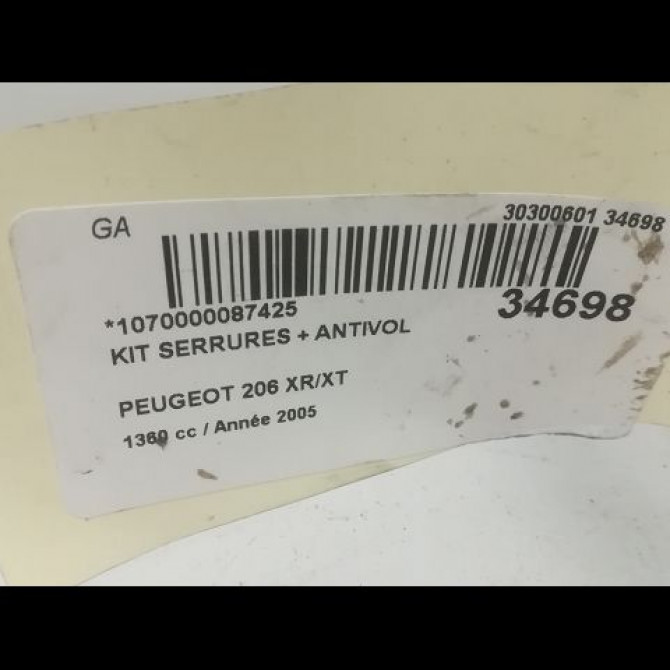 GA
30300601 34698
*1070000087425
34698
KIT SERRURES + ANTIVOL
PEUGEOT 206 XR/XT
1360 cc / Année 2005